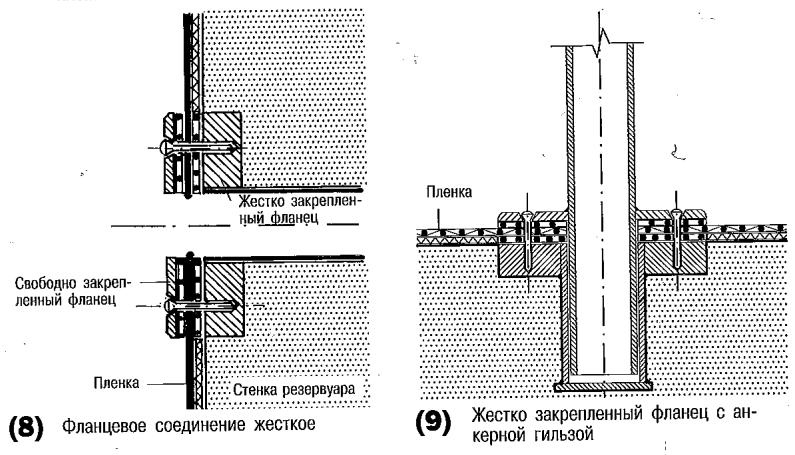 Жестко закреплен-
ный фланец
Свободно закреп-
ленный фланец
Пленка
Стенка резервуара
(8) Фланцевое соединение жесткое
Пленка
(9) Жестко закрепленный фланец с ан-
керной гильзой